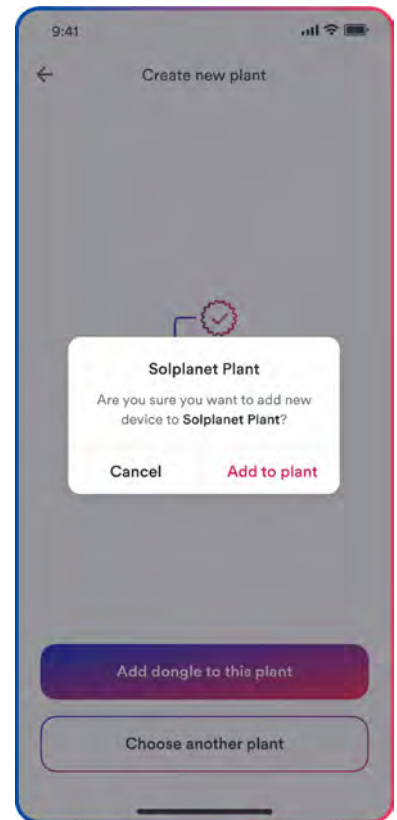 9:41
Create new plant
Solplanet Plant
Are you sure you want to add new
device to Solplanet Plant?
Cancel Add to plant
Add dongle to this plant
Choose another plant